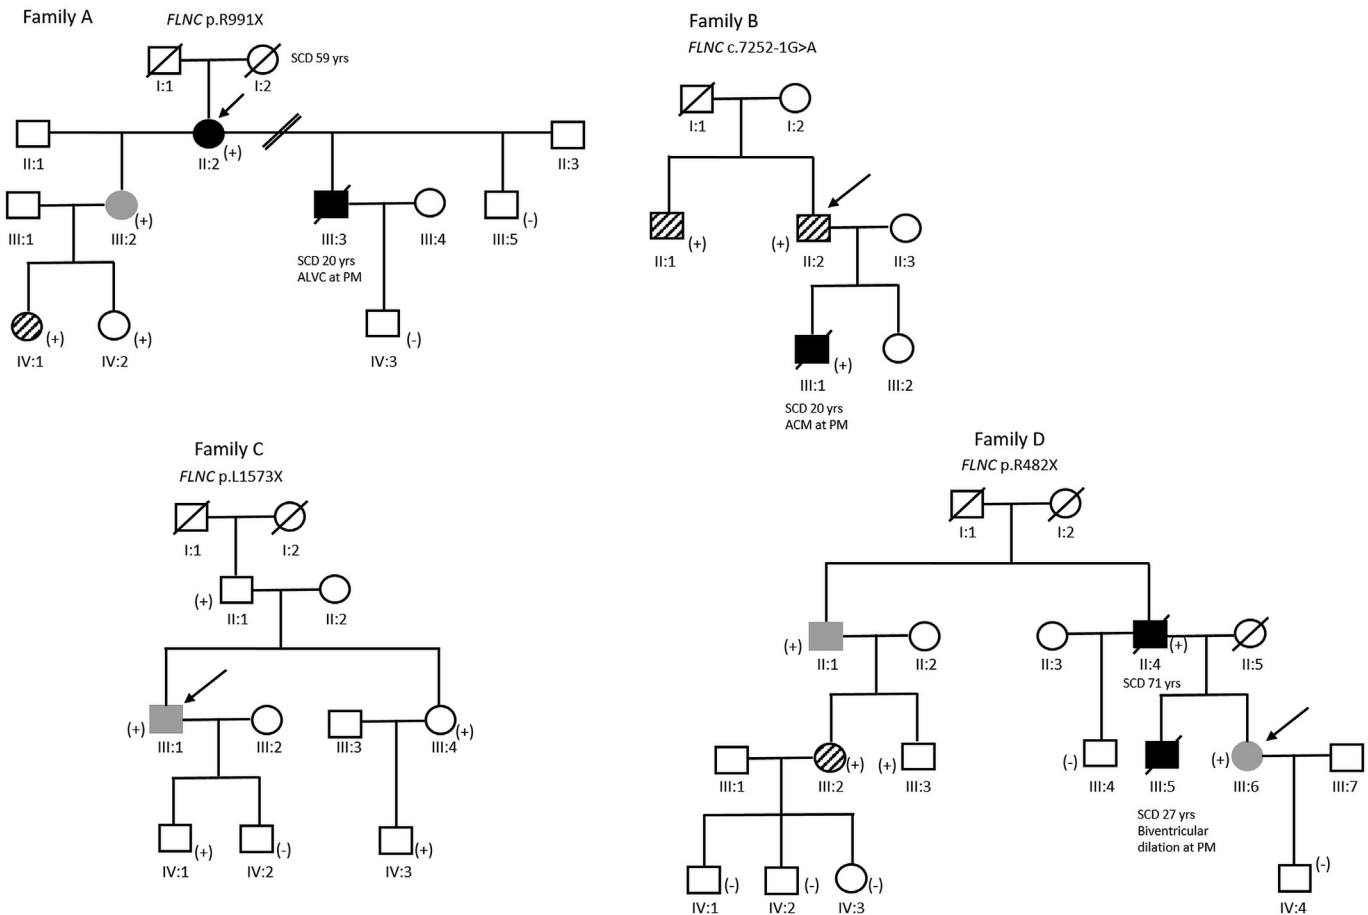 Family A
FLNC p.R991X
SCD 59 yrs
I:1
I:2
(+)
II:1
II:2
II:3
(+)
(-)
III:1
III:2
III:3
III:4
III:5
SCD 20 yrs
ALVC at PM
(+)
(+)
(-)
IV:1
IV:2
IV:3
Family B
FLNC c.7252-1G>A
I:1
I:2
(+)
(+)
II:1
II:2
II:3
(+)
III:1
III:2
SCD 20 yrs
ACM at PM
Family C
FLNC p.L1573X
I:1
I:2
(+)
II:1
II:2
(+)
(+)
III:1
III:2
III:3
III:4
(+)
(-)
(+)
IV:1
IV:2
IV:3
Family D
FLNC p.R482X
I:1
I:2
(+)
(+)
II:1
II:2
II:3
II:4
II:5
SCD 71 yrs
(+)
(+)
(-)
(+)
III:1
III:2
III:3
III:4
III:5
III:6
III:7
SCD 27 yrs
Biventricular
dilation at PM
(-)
(-)
(-)
(-)
IV:1
IV:2
IV:3
IV:4